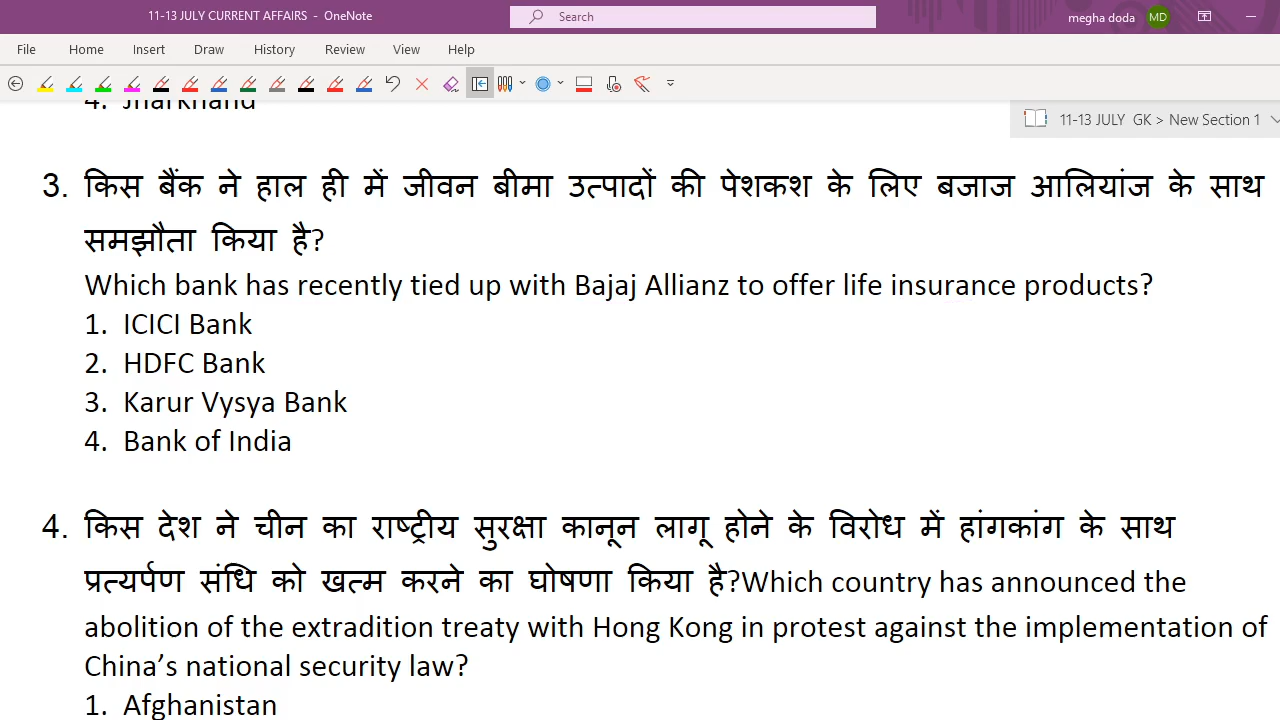 11-13 JULY CURRENT AFFAIRS - OneNote
Search
megha doda
MD
File Home Insert Draw History Review View Help
4. Jharkhand
11-13 JULY GK > New Section 1
3. किस बैंक ने हाल ही में जीवन बीमा उत्पादों की पेशकश के लिए बजाज आलियांज के साथ
समझौता किया है?
Which bank has recently tied up with Bajaj Allianz to offer life insurance products?
1. ICICI Bank
2. HDFC Bank
3. Karur Vysya Bank
4. Bank of India
4. किस देश ने चीन का राष्ट्रीय सुरक्षा कानून लागू होने के विरोध में हांगकांग के साथ
प्रत्यर्पण संधि को खत्म करने का घोषणा किया है?Which country has announced the
abolition of the extradition treaty with Hong Kong in protest against the implementation of
China’s national security law?
1. Afghanistan